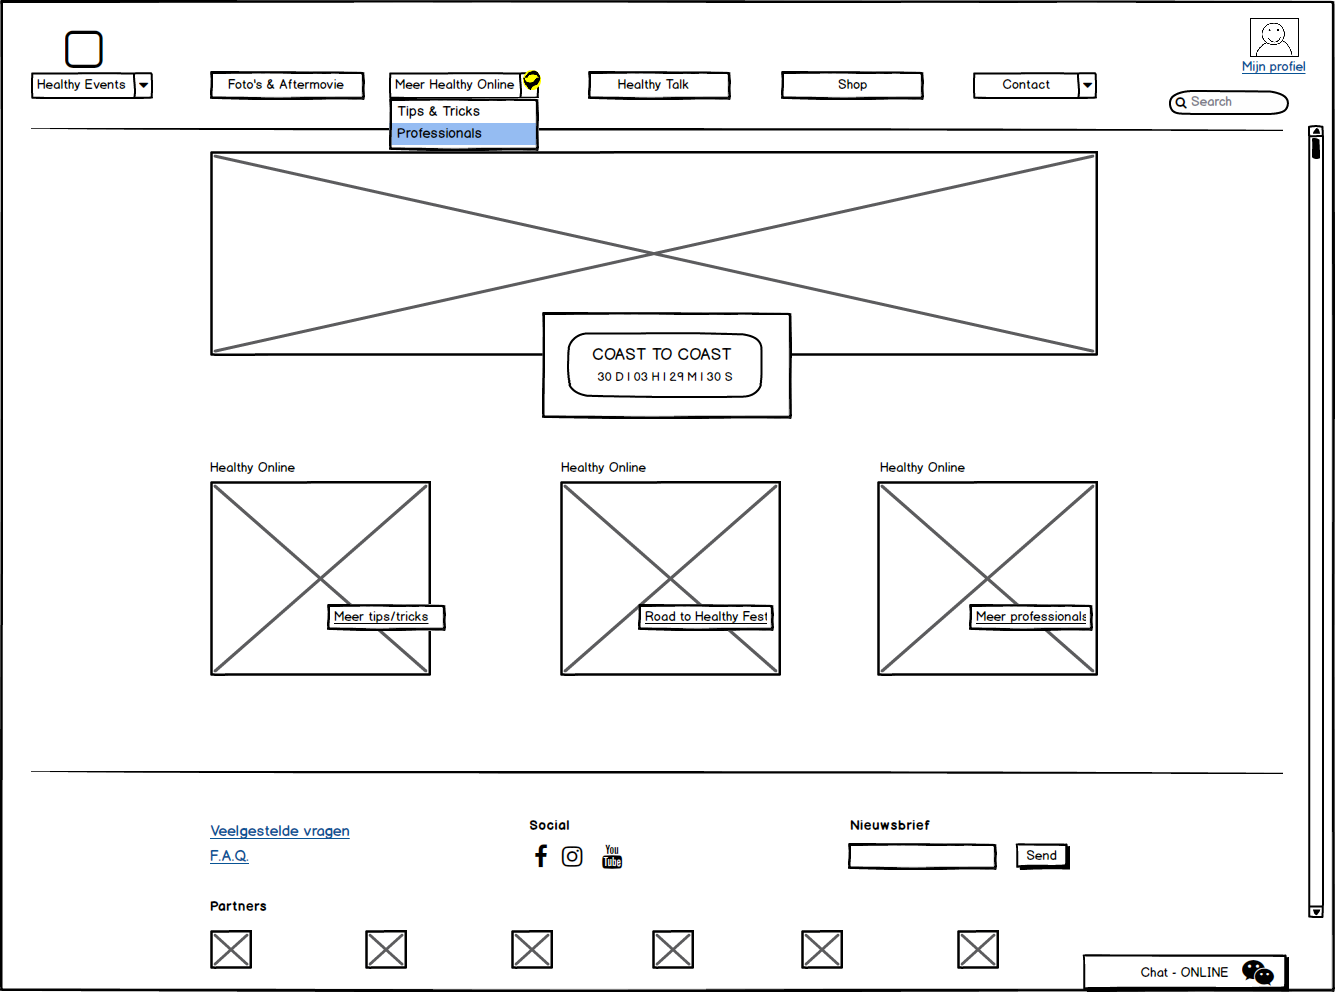 Mijn profiel
Healthy Events
Foto's & Aftermovie
Meer Healthy Online
Healthy Talk
Shop
Contact
Search
Tips & Tricks
Professionals
COAST TO COAST
30 D | 03 H | 29 M | 30 S
Healthy Online
Healthy Online
Healthy Online
Meer tips/tricks
Road to Healthy Fest
Meer professionals
Veelgestelde vragen
F.A.Q.
Social
You
Tube
Nieuwsbrief
Send
Partners
Chat - ONLINE